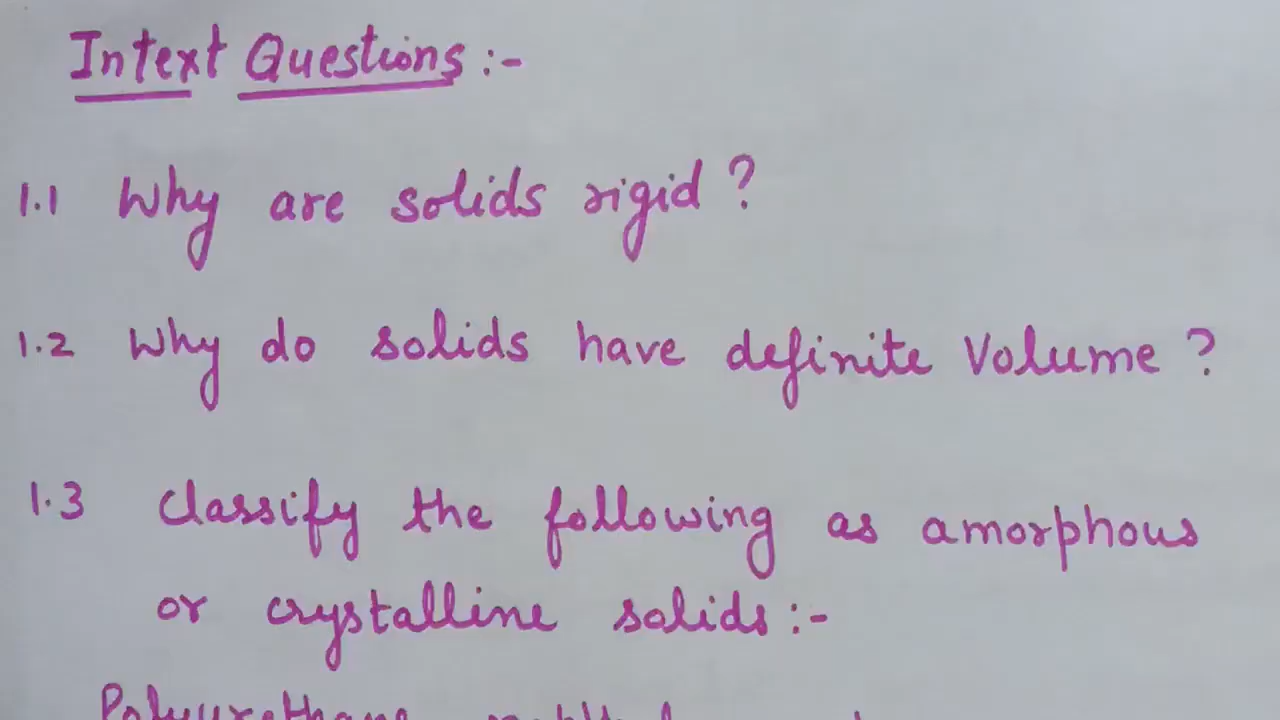 Intext Questions :-
1.1 Why are solids rigid ?
1.2 Why do solids have definite Volume ?
1.3 Classify the following as amorphous
or crystalline solids :-
Polyurethane